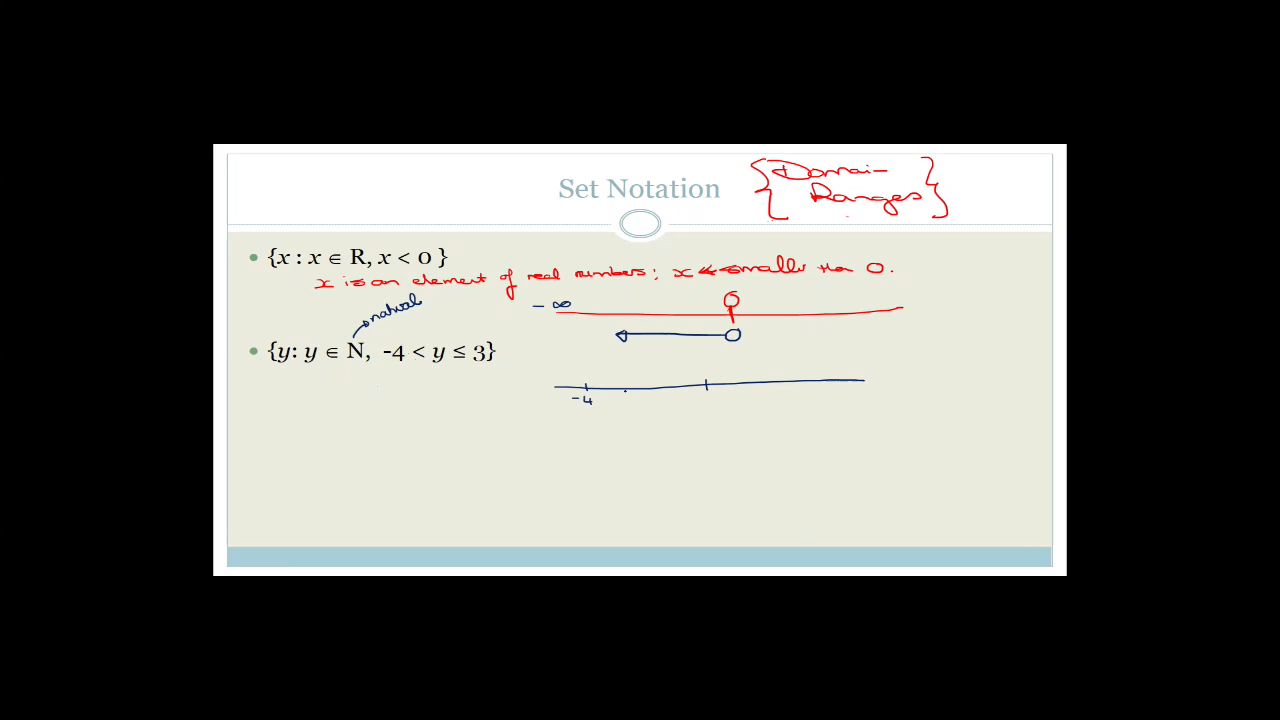 Set Notation
{Domain
Ranges}
{x : x ∈ R, x < 0 }
x is an element of real numbers; x < smaller than 0.
natural
- ∞
0
{y: y ∈ N, -4 < y ≤ 3}
-4